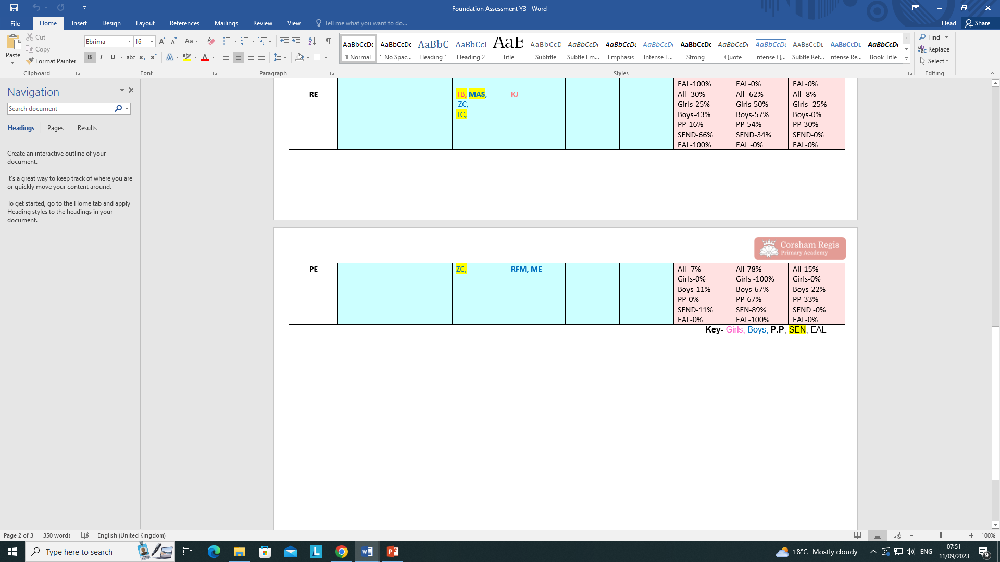 Foundation Assessment Y3 - Word
File Home Insert Design Layout References Mailings Review View Tell me what you want to do... Head Share
Paste
Cut
Copy
Format Painter
Clipboard
Ebrima 16
Font
Paragraph
AaBbCcDc AaBbCcDc AaBbC AaBbCcI AaB AaBbCcD AaBbCcDc AaBbCcDc AaBbCcDc AaBbCcDc AaBbCcDc AaBbCcDc AaBbCcDc AaBbCcDc AaBbCcDc
¶ Normal ¶ No Spac... Heading 1 Heading 2 Title Subtitle Subtle Em... Emphasis Intense E... Strong Quote Intense Q... Subtle Ref... Intense Re... Book Title
Styles
Find
Replace
Select
Editing
Navigation
Search document
Headings Pages Results
Create an interactive outline of your
document.
It's a great way to keep track of where you are
or quickly move your content around.
To get started, go to the Home tab and apply
Heading styles to the headings in your
document.
EAL-100% EAL-0% EAL-0%
RE TB, MAS, KJ All -30% All- 62% All -8%
ZC, Girls-25% Girls-50% Girls -25%
TC, Boys-43% Boys-57% Boys-0%
PP-16% PP-54% PP-30%
SEND-66% SEND-34% SEND-0%
EAL-100% EAL -0% EAL-0%
Corsham Regis
Primary Academy
PE ZC, RFM, ME All -7% All-78% All-15%
Girls-0% Girls -100% Girls-0%
Boys-11% Boys-67% Boys-22%
PP-0% PP-67% PP-33%
SEND-11% SEN-89% SEND -0%
EAL-0% EAL-100% EAL-0%
Key- Girls, Boys, P.P, SEN, EAL
Page 2 of 3 350 words English (United Kingdom) 100%
Type here to search
18°C Mostly cloudy
ENG
07:51
11/09/2023
9